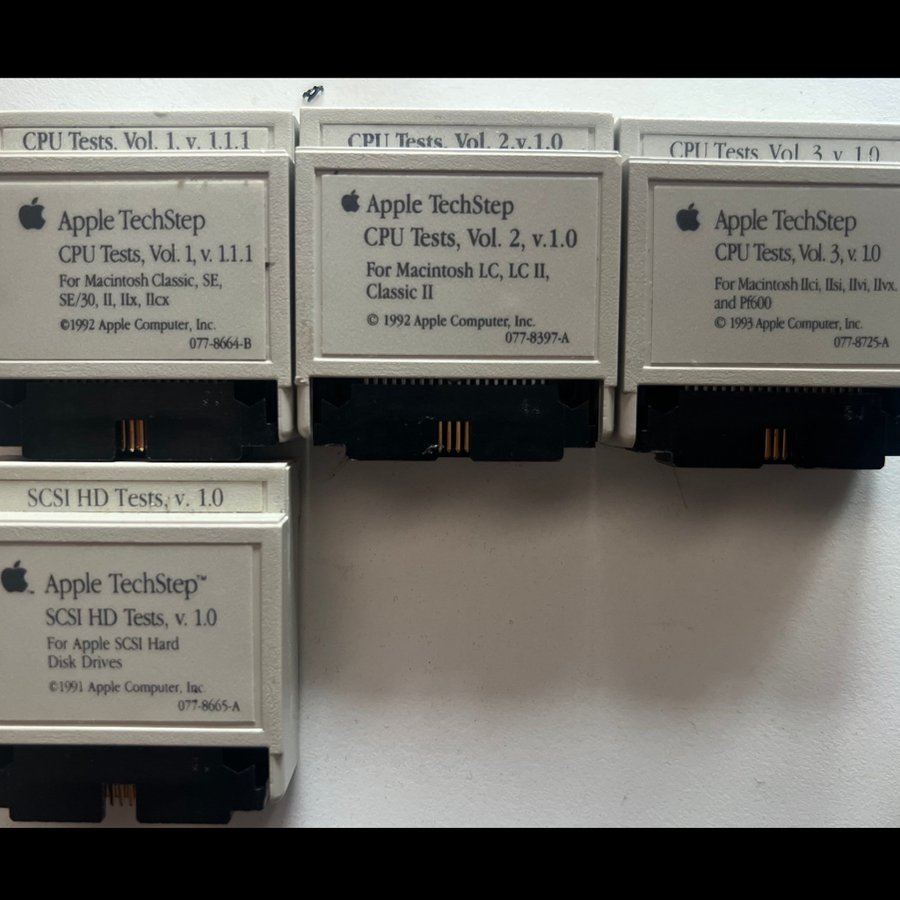 CPU Tests, Vol. 1, v. 1.1.1
Apple TechStep
CPU Tests, Vol. 1, v. 1.1.1
For Macintosh Classic, SE,
SE/30, II, IIx, IIcx
©1992 Apple Computer, Inc.
077-8664-B
CPU Tests, Vol. 2,v.1.0
Apple TechStep
CPU Tests, Vol. 2, v.1.0
For Macintosh LC, LC II,
Classic II
© 1992 Apple Computer, Inc.
077-8397-A
CPU Tests, Vol. 3, v. 1.0
Apple TechStep
CPU Tests, Vol. 3, v. 1.0
For Macintosh IIci, IIsi, IIvi, IIvx,
and Pf600
© 1993 Apple Computer, Inc.
077-8725-A
SCSI HD Tests, v. 1.0
Apple TechStep™
SCSI HD Tests, v. 1.0
For Apple SCSI Hard
Disk Drives
©1991 Apple Computer, Inc.
077-8665-A